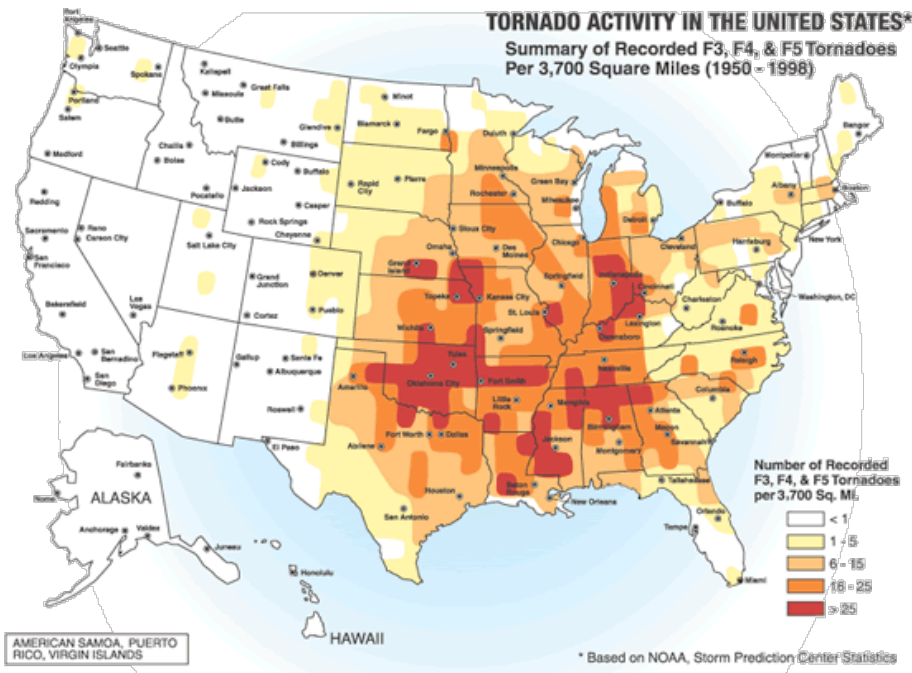 TORNADO ACTIVITY IN THE UNITED STATES*
Summary of Recorded F3, F4, & F5 Tornadoes
Per 3,700 Square Miles (1950 - 1998)
Port
Angeles
Seattle
Olympia
Spokane
Portland
Salem
Medford
Kalispell
Missoula
Great Falls
Butte
Glendive
Billings
Challis
Boise
Pocatello
Cody
Buffalo
Jackson
Casper
Rock Springs
Cheyenne
Minot
Bismarck
Fargo
Duluth
Rapid
City
Pierre
Minneapolis
Rochester
Green Bay
Milwaukee
Sioux City
Omaha
Grand
Island
Des
Moines
Chicago
Detroit
Cleveland
Buffalo
Albany
Montpelier
Bangor
Boston
New York
Harrisburg
Washington, DC
Redding
Reno
Carson City
Sacramento
San
Francisco
Bakersfield
Las
Vegas
Los Angeles
San
Bernadino
San
Diego
Salt Lake City
Grand
Junction
Cortez
Denver
Pueblo
Flagstaff
Phoenix
Gallup
Santa Fe
Albuquerque
Roswell
El Paso
Topeka
Kansas City
Wichita
St. Louis
Springfield
Springfield
Indianapolis
Cincinnati
Lexington
Owensboro
Charleston
Roanoke
Raleigh
Columbia
Nashville
Memphis
Tulsa
Oklahoma City
Fort Smith
Little
Rock
Amarillo
Abilene
Fort Worth
Dallas
Houston
San Antonio
Jackson
Baton
Rouge
New Orleans
Birmingham
Montgomery
Atlanta
Macon
Savannah
Tallahassee
Orlando
Tempe
Miami
Fairbanks
Nome
ALASKA
Anchorage
Valdez
Juneau
Honolulu
HAWAII
AMERICAN SAMOA, PUERTO
RICO, VIRGIN ISLANDS
Number of Recorded
F3, F4, & F5 Tornadoes
per 3,700 Sq. Mi.
< 1
1 - 5
6 - 15
16 - 25
> 25
* Based on NOAA, Storm Prediction Center Statistics